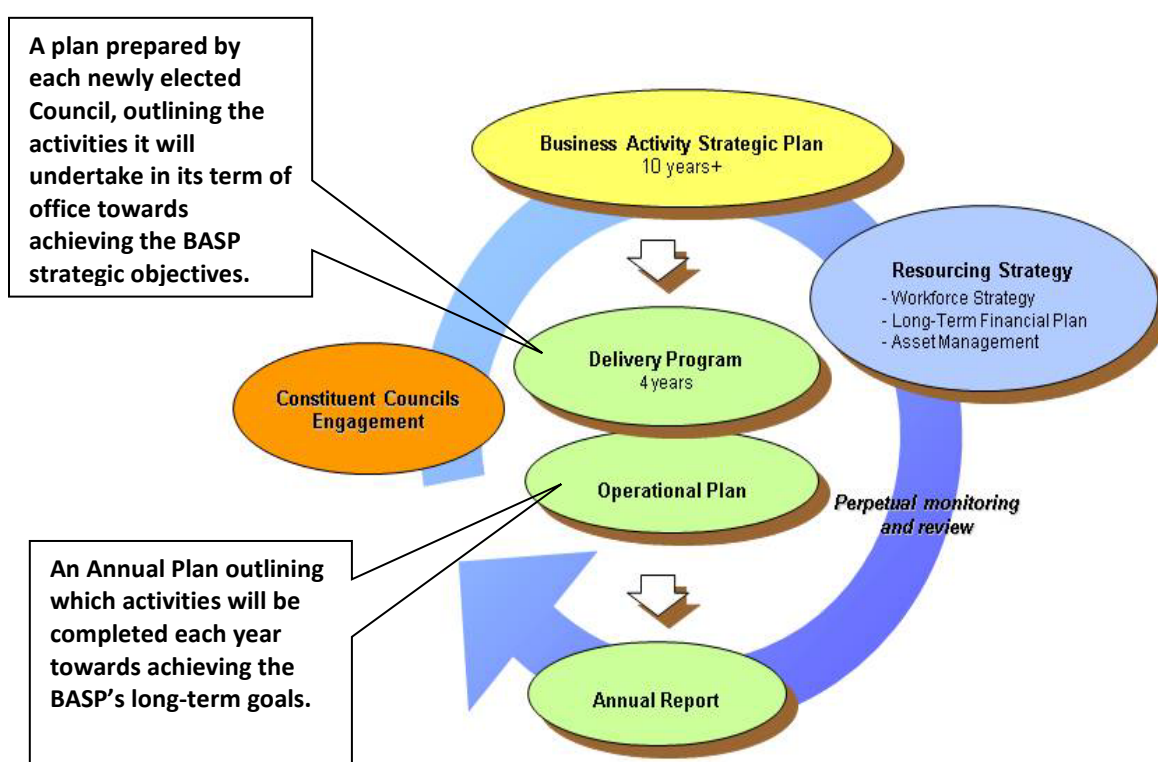 A plan prepared by
each newly elected
Council, outlining the
activities it will
undertake in its term of
office towards
achieving the BASP
strategic objectives.
Business Activity Strategic Plan
10 years+
Resourcing Strategy
- Workforce Strategy
- Long-Term Financial Plan
- Asset Management
Delivery Program
4 years
Constituent Councils
Engagement
Operational Plan
Perpetual monitoring
and review
An Annual Plan outlining
which activities will be
completed each year
towards achieving the
BASP’s long-term goals.
Annual Report